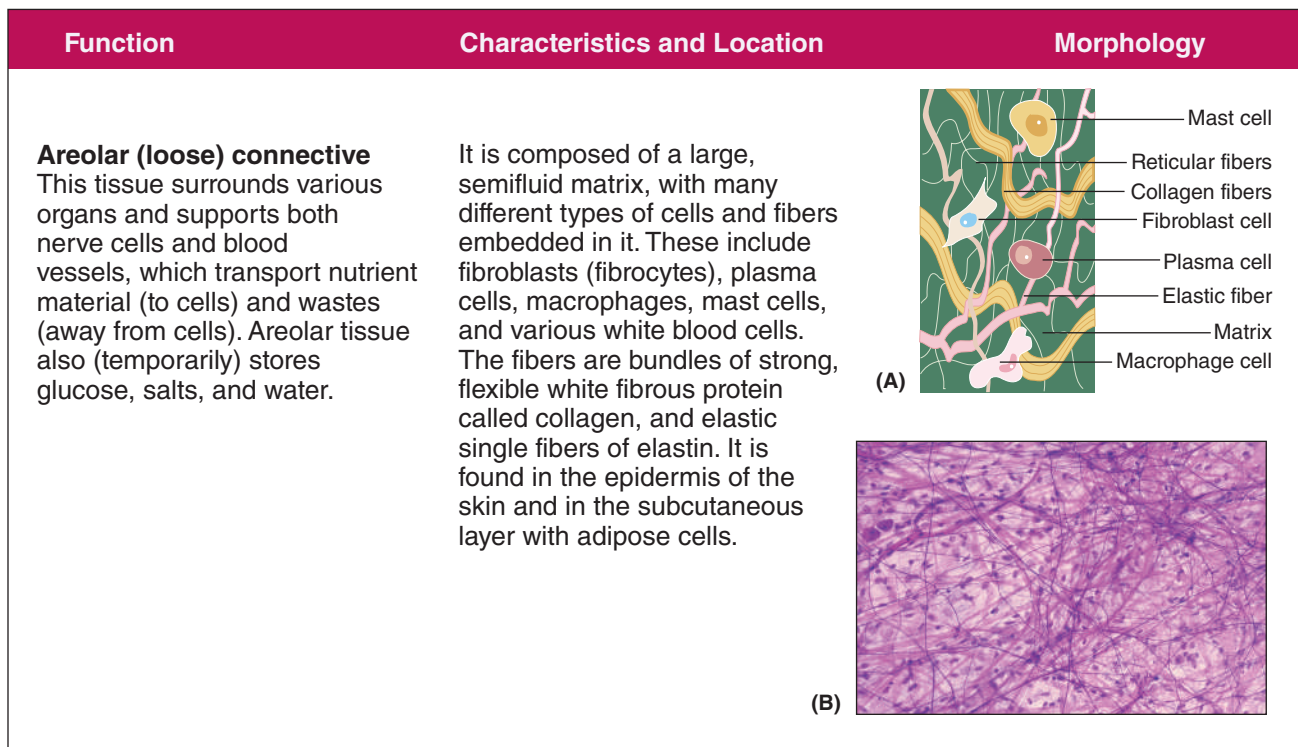 Function
Characteristics and Location
Morphology
Areolar (loose) connective
This tissue surrounds various
organs and supports both
nerve cells and blood
vessels, which transport nutrient
material (to cells) and wastes
(away from cells). Areolar tissue
also (temporarily) stores
glucose, salts, and water.
It is composed of a large,
semifluid matrix, with many
different types of cells and fibers
embedded in it. These include
fibroblasts (fibrocytes), plasma
cells, macrophages, mast cells,
and various white blood cells.
The fibers are bundles of strong,
flexible white fibrous protein
called collagen, and elastic
single fibers of elastin. It is
found in the epidermis of the
skin and in the subcutaneous
layer with adipose cells.
Mast cell
Reticular fibers
Collagen fibers
Fibroblast cell
Plasma cell
Elastic fiber
Matrix
Macrophage cell
(A)
(B)